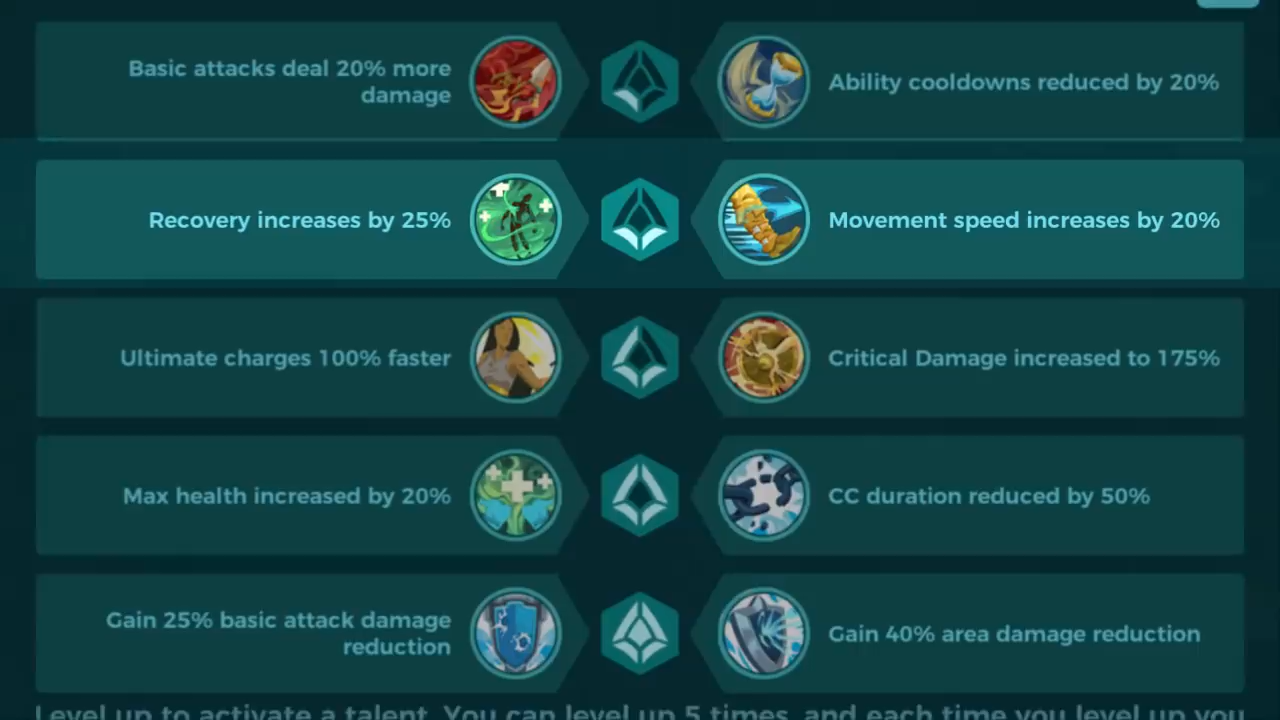 Basic attacks deal 20% more
damage
Ability cooldowns reduced by 20%
Recovery increases by 25%
Movement speed increases by 20%
Ultimate charges 100% faster
Critical Damage increased to 175%
Max health increased by 20%
CC duration reduced by 50%
Gain 25% basic attack damage
reduction
Gain 40% area damage reduction
Level up to activate a talent. You can level up 5 times, and each time you level up you